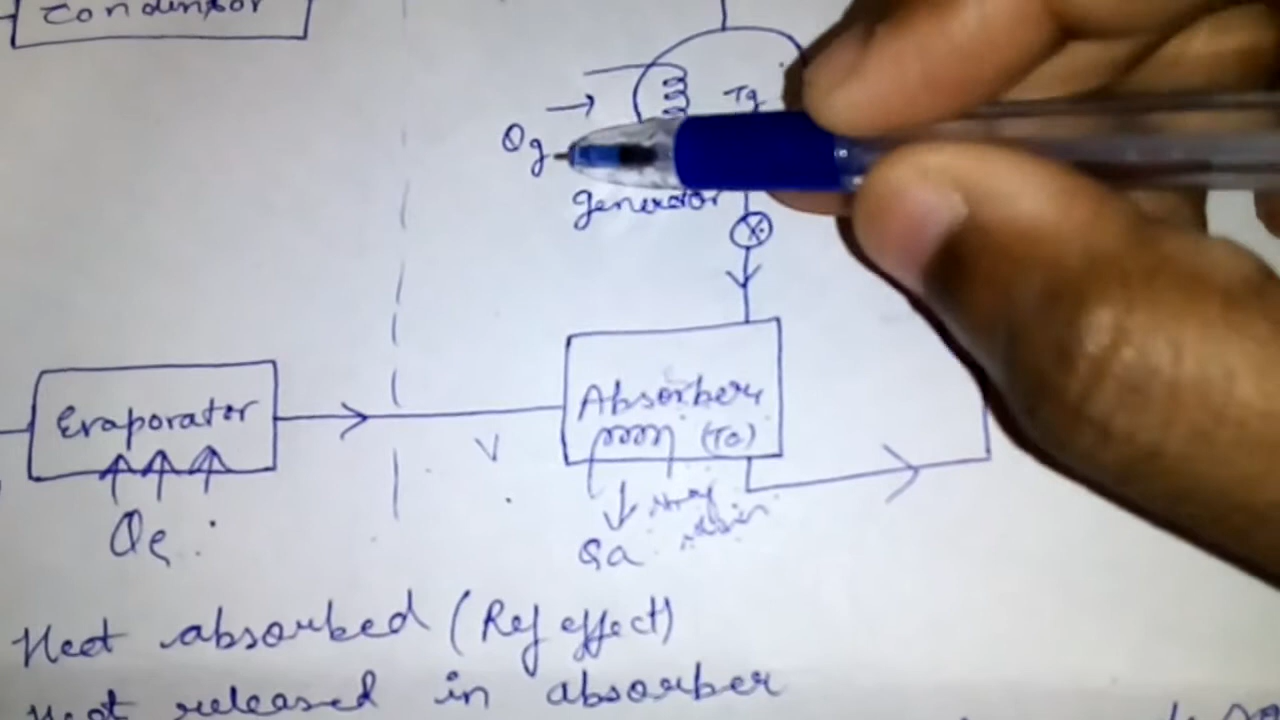 Condensor
Tg
Qg
generator
Absorber
(Ta)
Evaporator
V
Qe
Qa
Heat absorbed (Ref effect)
Heat released in absorber